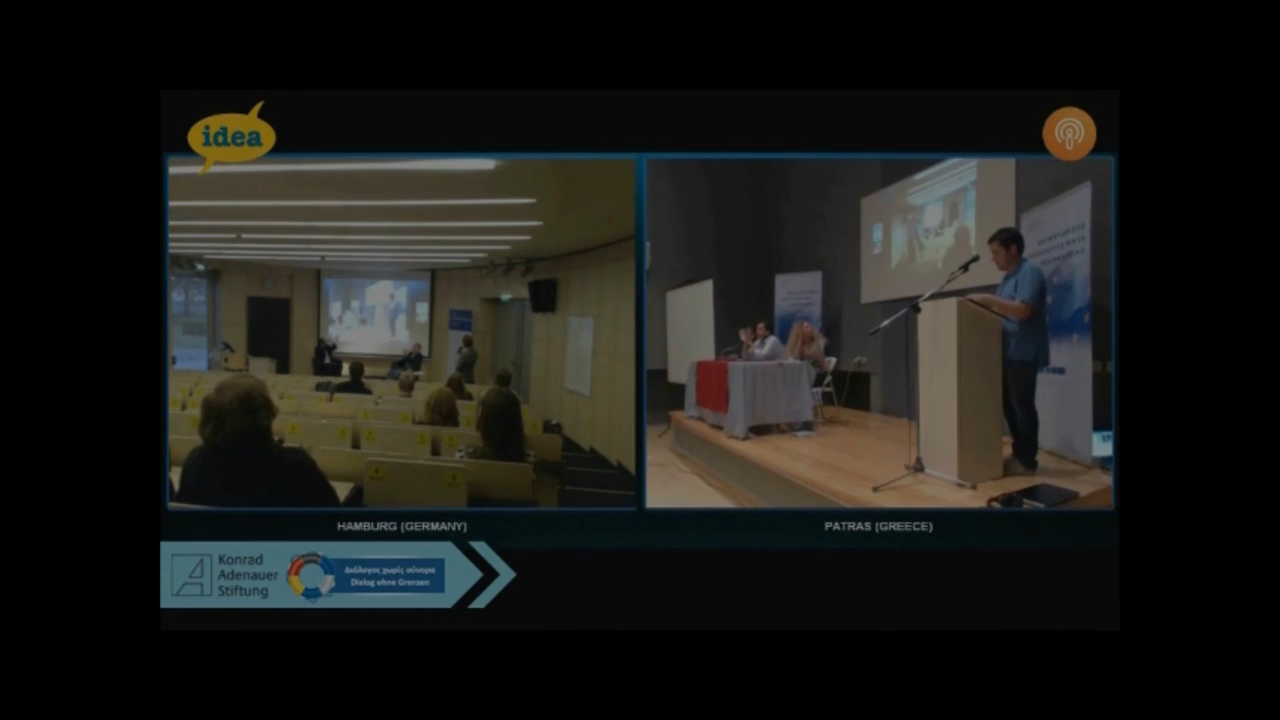 idea
HAMBURG (GERMANY)
PATRAS (GREECE)
Konrad
Adenauer
Stiftung
Διάλογος χωρίς σύνορα
Dialog ohne Grenzen